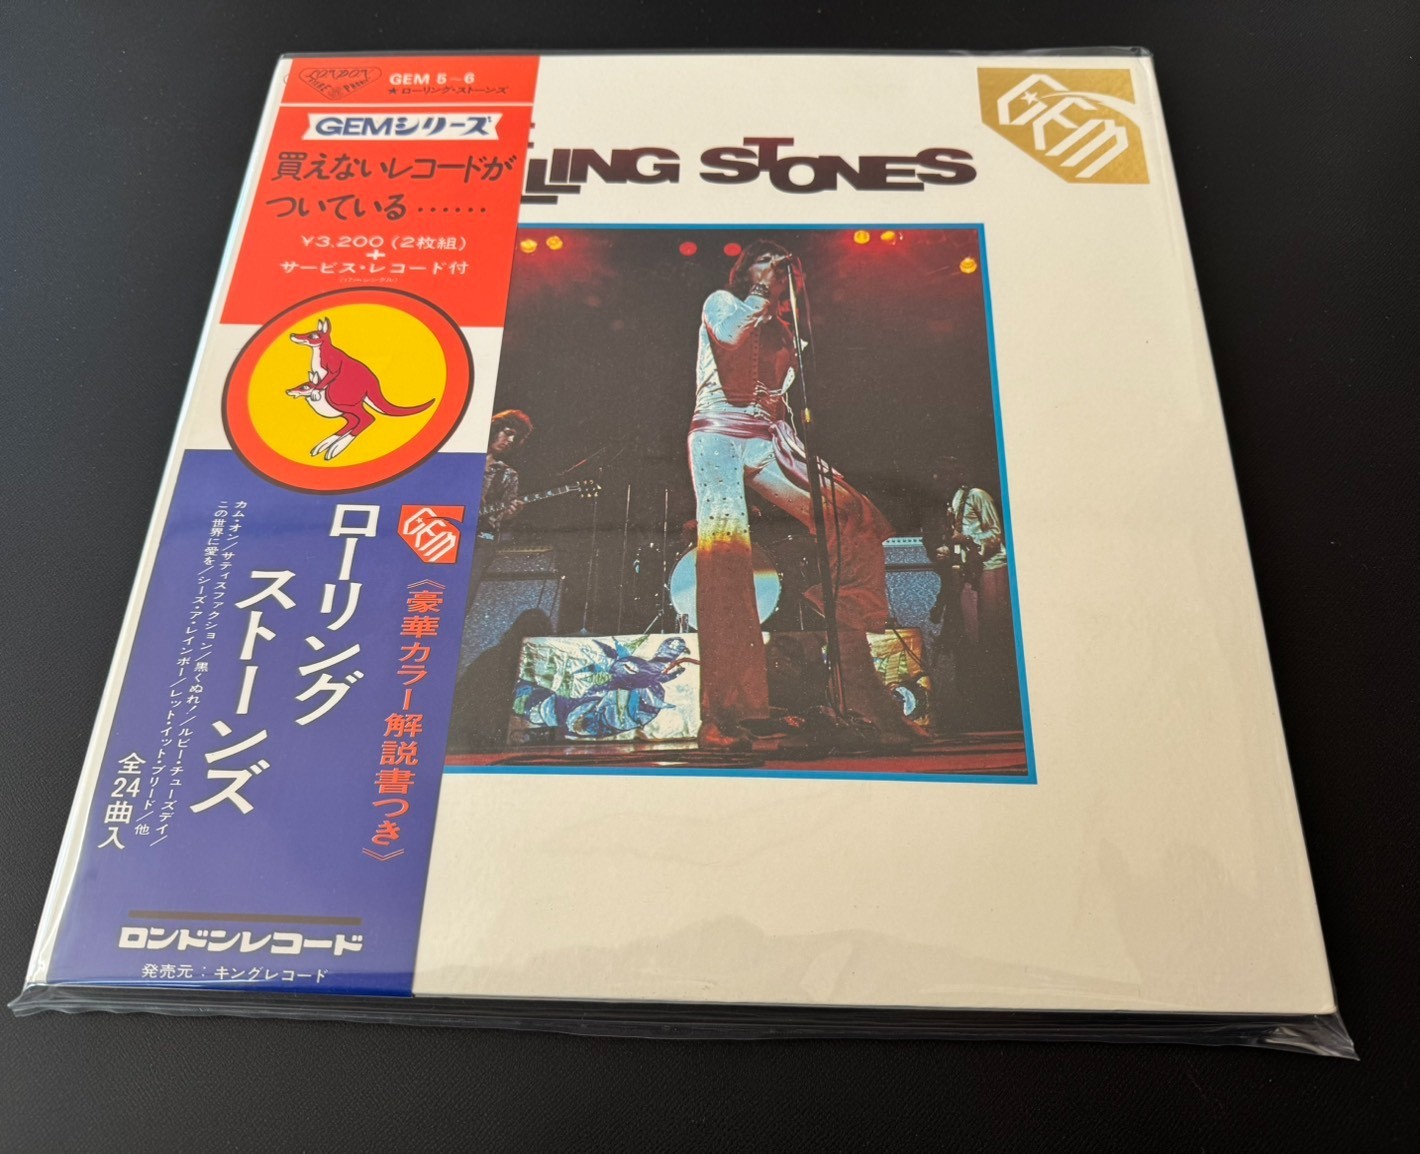 LONDON
GEM 5~6
★ローリング・ストーンズ
GEMシリーズ
買えないレコードが
ついている……
¥3,200(2枚組)
+
サービス・レコード付
LLING STONES
GEM
GEM
《豪華カラー解説書つき》
ローリング
ストーンズ
カム・オン/サティスファクション/黒くぬれ!/ルビー・チューズデイ/
この世界に愛を/シーズ・ア・レインボー/レット・イット・ブリード/他
全24曲入
ロンドンレコード
発売元:キングレコード